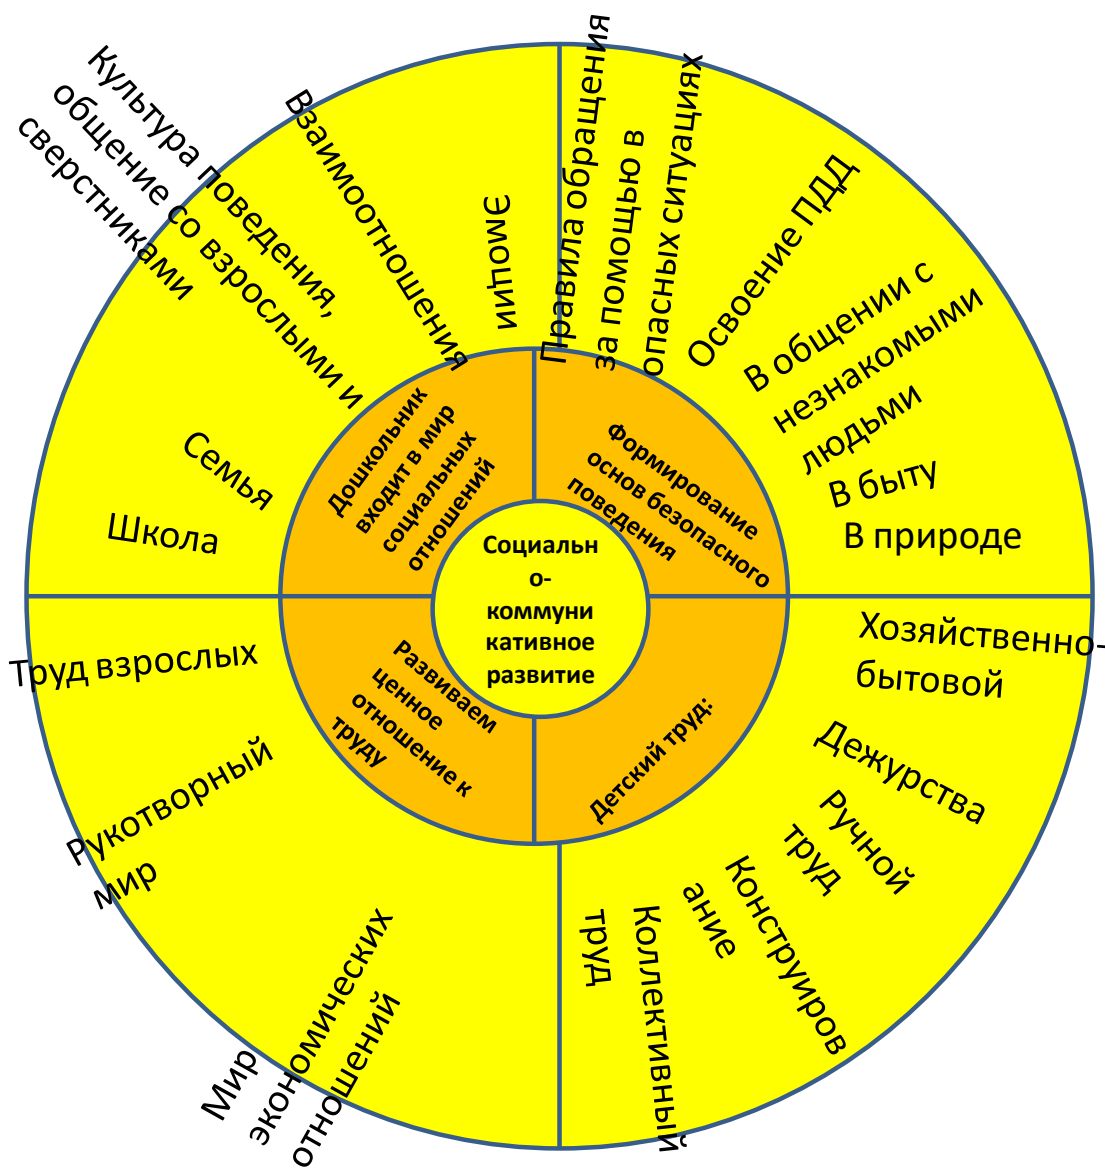 Социальн
о-
коммуни
кативное
развитие
Дошкольник
входит в мир
социальных
отношений
Формирование
основ безопасного
поведения
Развиваем
ценное
отношение к
труду
Детский труд:
Школа
Семья
Культура поведения,
общение со взрослыми и
сверстниками
Взаимоотношения
Эмоции
Правила обращения
за помощью в
опасных ситуациях
Освоение ПДД
В общении с
незнакомыми
людьми
В быту
В природе
Хозяйственно-
бытовой
Дежурства
Ручной
труд
Конструиров
ание
Коллективный
труд
Мир
экономических
отношений
Рукотворный
мир
Труд взрослых